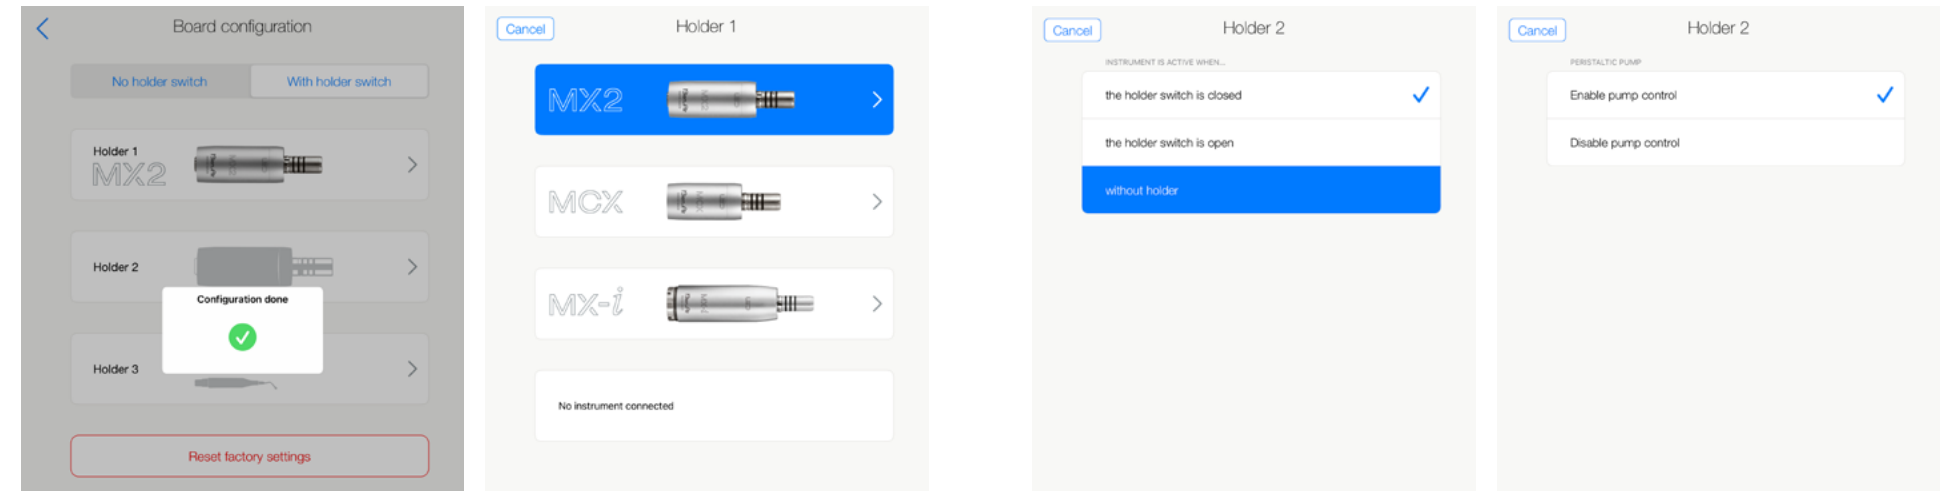 Board configuration
No holder switch
With holder switch
Holder 1
MX2
Holder 2
Configuration done
Holder 3
Reset factory settings
Cancel
Holder 1
MX2
MCX
MX-i
No instrument connected
Cancel
Holder 2
INSTRUMENT IS ACTIVE WHEN...
the holder switch is closed
the holder switch is open
without holder
Cancel
Holder 2
PERISTALTIC PUMP
Enable pump control
Disable pump control